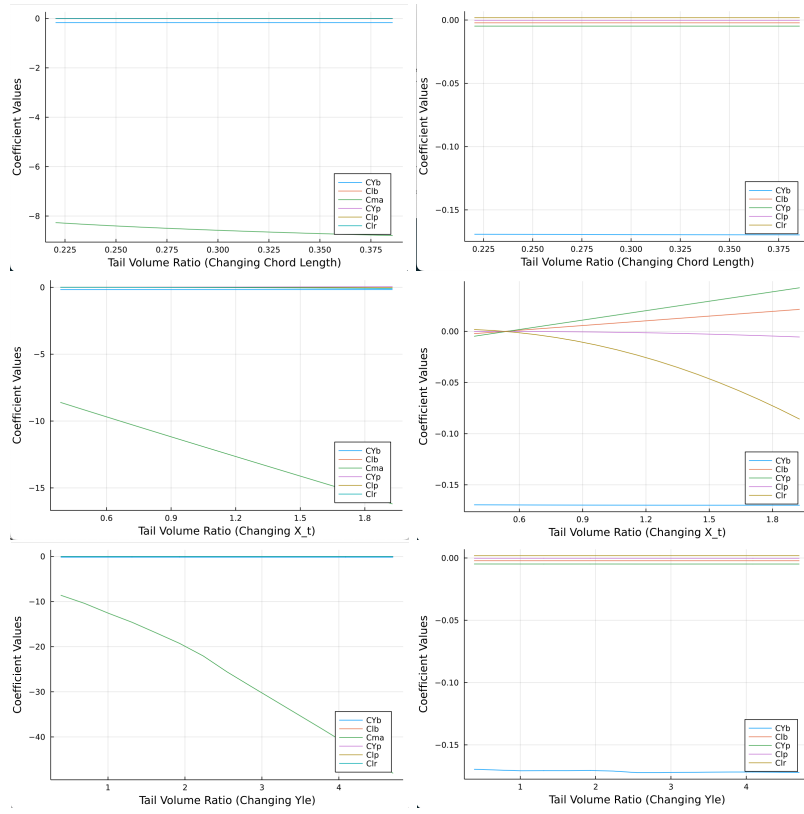 0
−2
−4
−6
−8
0.225
0.250
0.275
0.300
0.325
0.350
0.375
Coefficient Values
Tail Volume Ratio (Changing Chord Length)
CYb
Clb
Cma
CYp
Clp
Clr
0.00
−0.05
−0.10
−0.15
0.225
0.250
0.275
0.300
0.325
0.350
0.375
Coefficient Values
Tail Volume Ratio (Changing Chord Length)
CYb
Clb
CYp
Clp
Clr
0
−5
−10
−15
0.6
0.9
1.2
1.5
1.8
Coefficient Values
Tail Volume Ratio (Changing X_t)
CYb
Clb
Cma
CYp
Clp
Clr
0.00
−0.05
−0.10
−0.15
0.6
0.9
1.2
1.5
1.8
Coefficient Values
Tail Volume Ratio (Changing X_t)
CYb
Clb
CYp
Clp
Clr
0
−10
−20
−30
−40
1
2
3
4
Coefficient Values
Tail Volume Ratio (Changing Yle)
CYb
Clb
Cma
CYp
Clp
Clr
0.00
−0.05
−0.10
−0.15
1
2
3
4
Coefficient Values
Tail Volume Ratio (Changing Yle)
CYb
Clb
CYp
Clp
Clr